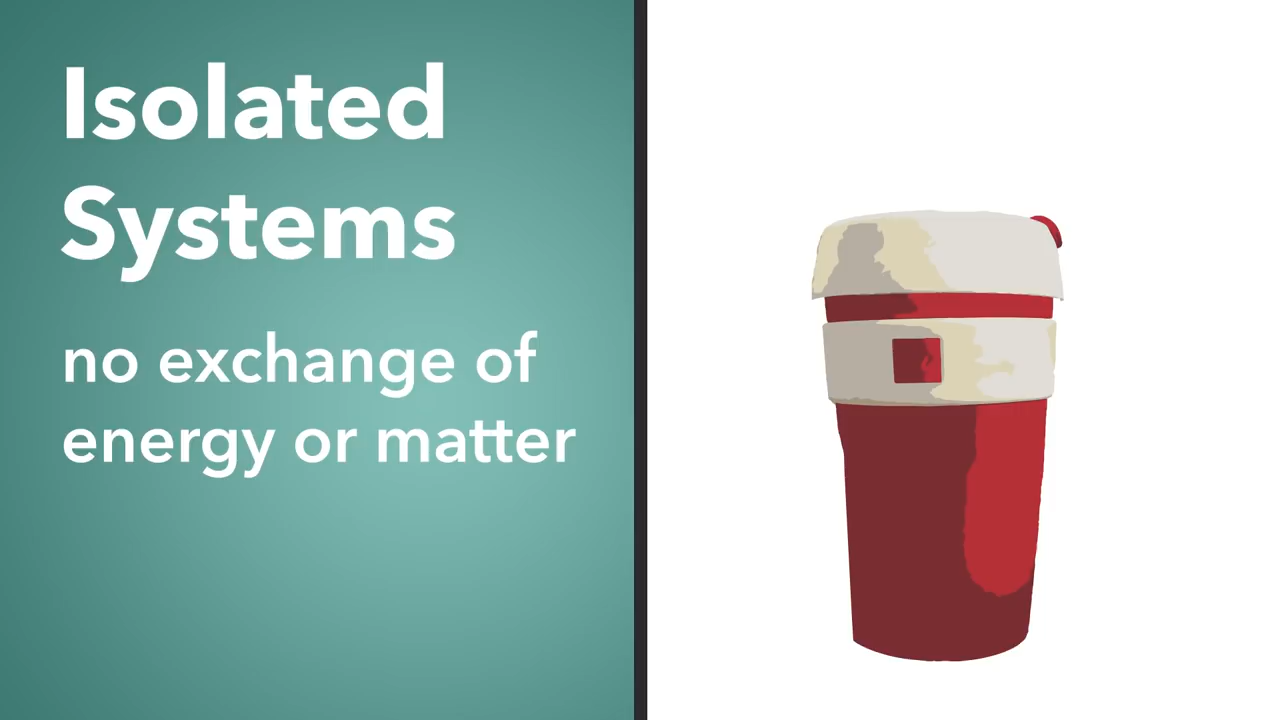 Isolated
Systems
no exchange of
energy or matter